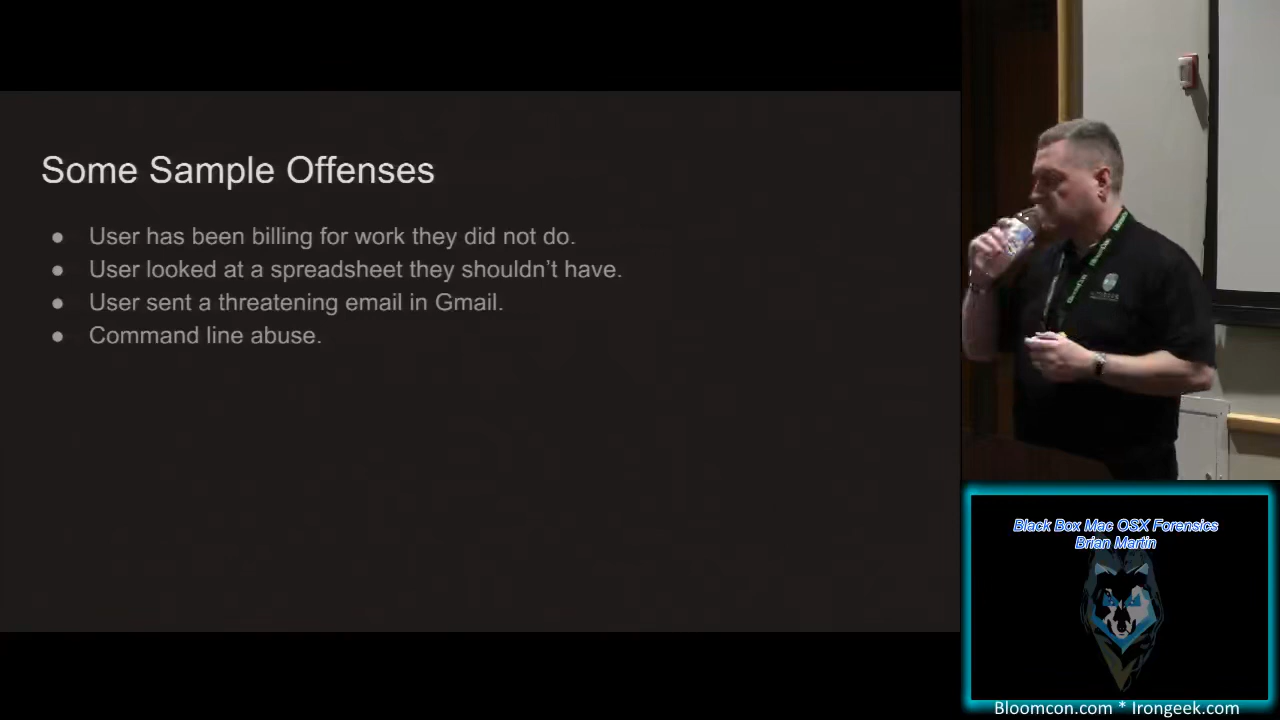 Some Sample Offenses
● User has been billing for work they did not do.
● User looked at a spreadsheet they shouldn't have.
● User sent a threatening email in Gmail.
● Command line abuse.
Black Box Mac OSX Forensics
Brian Martin
Bloomcon.com * Irongeek.com